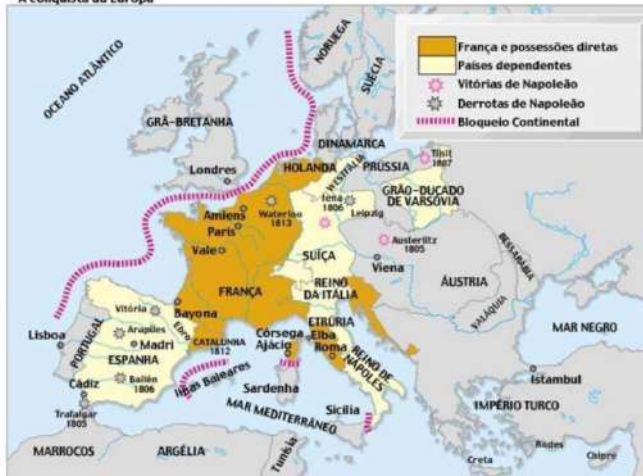 A conquista da Europa
França e possessões diretas
Países dependentes
Vitórias de Napoleão
Derrotas de Napoleão
Bloqueio Continental
OCEANO ATLÂNTICO
NORUEGA
SUÉCIA
GRÃ-BRETANHA
DINAMARCA
Londres
HOLANDA
WESTFÁLIA
PRÚSSIA
Tilsit
1807
GRÃO-DUCADO
DE VARSÓVIA
Amiens
Paris
Waterloo
1813
Iena
1806
Leipzig
Vale
Austerlitz
1805
Viena
SUÍÇA
FRANÇA
REINO
DA ITÁLIA
ÁUSTRIA
BESSARÁBIA
VALÁQUIA
MAR NEGRO
Bayona
Vitória
Arapiles
Ebro
CATALUNHA
1812
Córsega
Ajácio
ETRÚRIA
Elba
Roma
REINO DE
NÁPOLES
Lisboa
PORTUGAL
Madri
ESPANHA
Bailén
1806
Cádiz
Trafalgar
1805
Ilhas Baleares
Sardenha
MAR MEDITERRÂNEO
Sicília
Istambul
IMPÉRIO TURCO
MARROCOS
ARGÉLIA
Tunísia
Creta
Rodes
Chipre